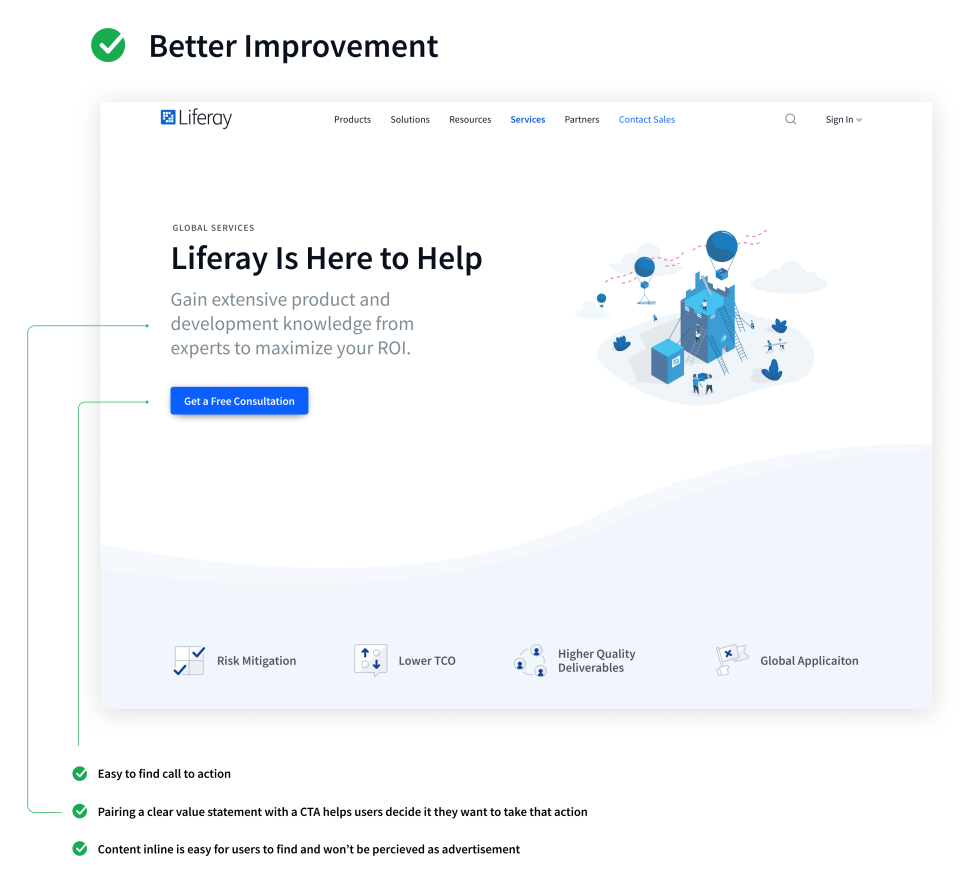 Better Improvement
Liferay
Products Solutions Resources Services Partners Contact Sales Sign In
GLOBAL SERVICES
Liferay Is Here to Help
Gain extensive product and
development knowledge from
experts to maximize your ROI.
Get a Free Consultation
Risk Mitigation
Lower TCO
Higher Quality
Deliverables
Global Applicaiton
Easy to find call to action
Pairing a clear value statement with a CTA helps users decide it they want to take that action
Content inline is easy for users to find and won’t be percieved as advertisement